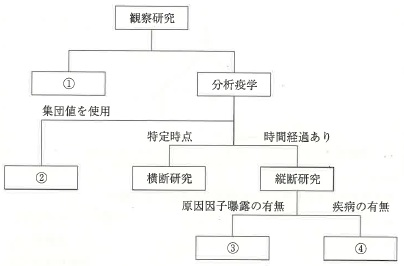 観察研究
①
分析疫学
集団値を使用
特定時点
時間経過あり
②
横断研究
縦断研究
原因因子曝露の有無
疾病の有無
③
④